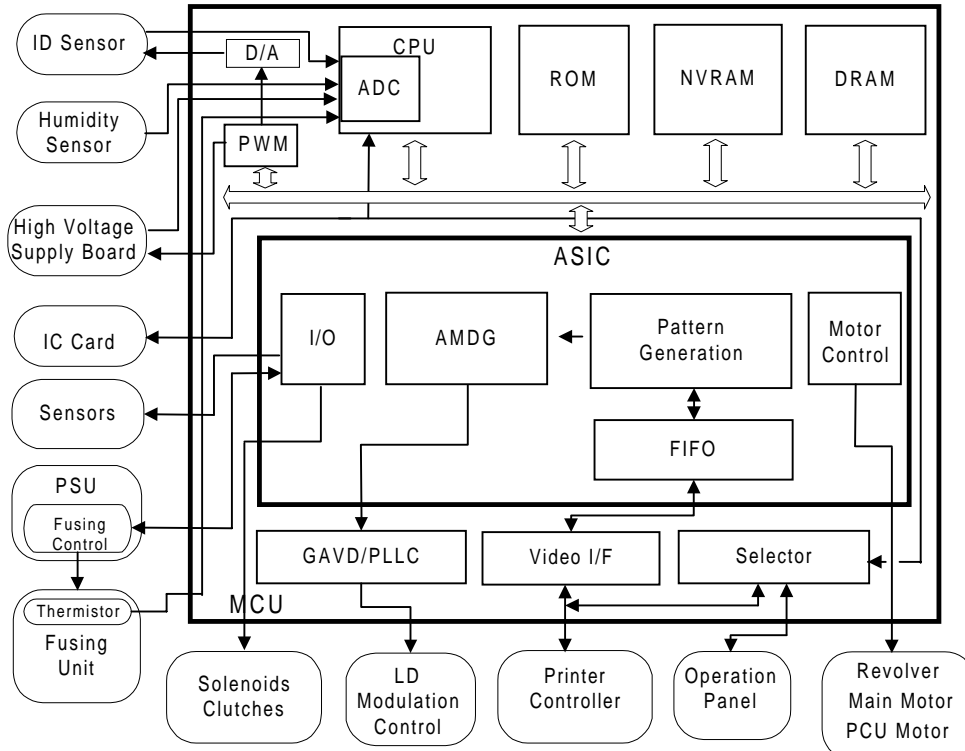 ID Sensor
D/A
CPU
ADC
ROM
NVRAM
DRAM
Humidity
Sensor
PWM
High Voltage
Supply Board
ASIC
IC Card
I/O
AMDG
Pattern
Generation
Motor
Control
Sensors
FIFO
PSU
Fusing
Control
GAVD/PLLC
Video I/F
Selector
MCU
Thermistor
Fusing
Unit
Solenoids
Clutches
LD
Modulation
Control
Printer
Controller
Operation
Panel
Revolver
Main Motor
PCU Motor